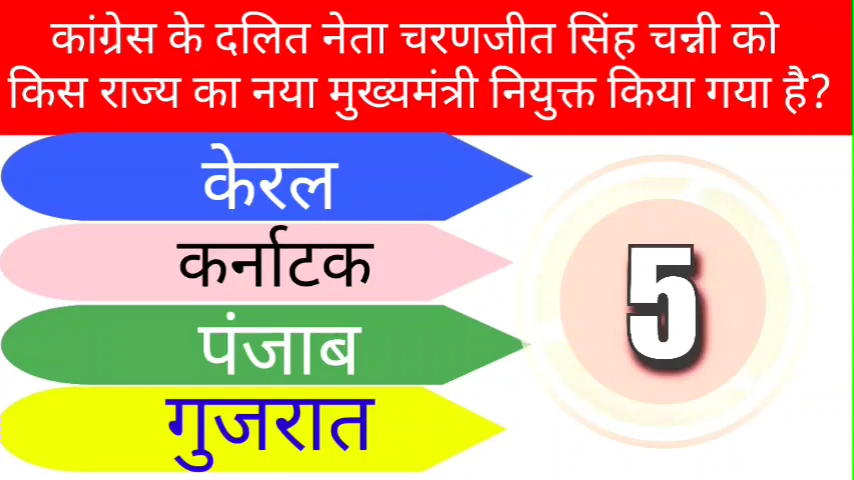 कांग्रेस के दलित नेता चरणजीत सिंह चन्नी को
किस राज्य का नया मुख्यमंत्री नियुक्त किया गया है?
केरल
कर्नाटक
पंजाब
गुजरात
5